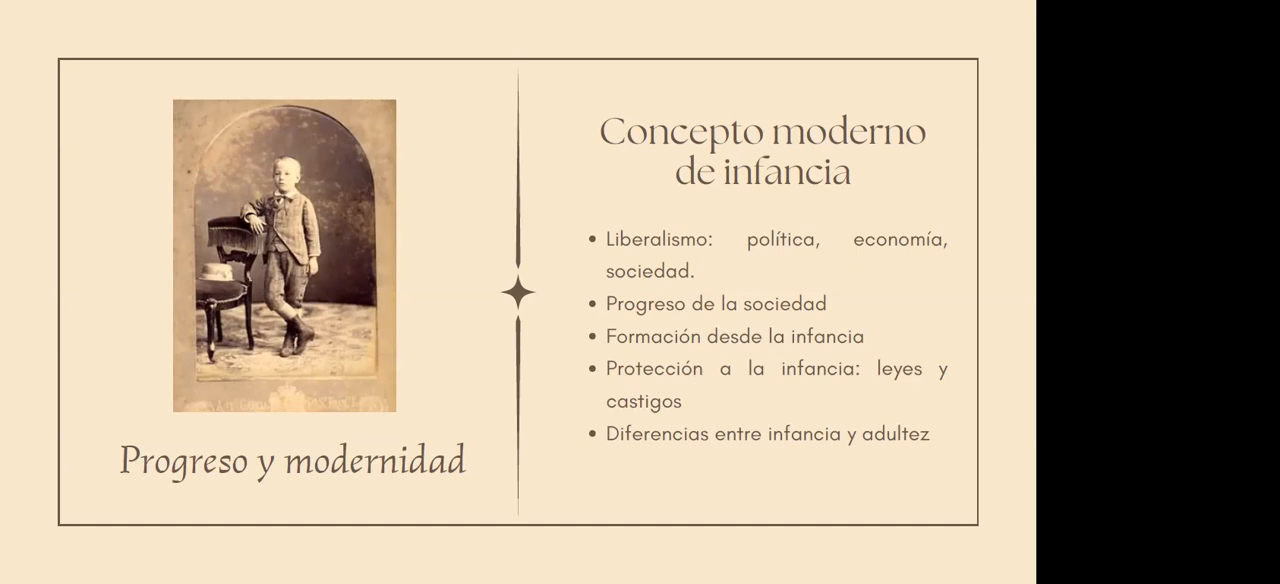 Progreso y modernidad
Concepto moderno
de infancia
• Liberalismo: política, economía,
sociedad.
• Progreso de la sociedad
• Formación desde la infancia
• Protección a la infancia: leyes y
castigos
• Diferencias entre infancia y adultez